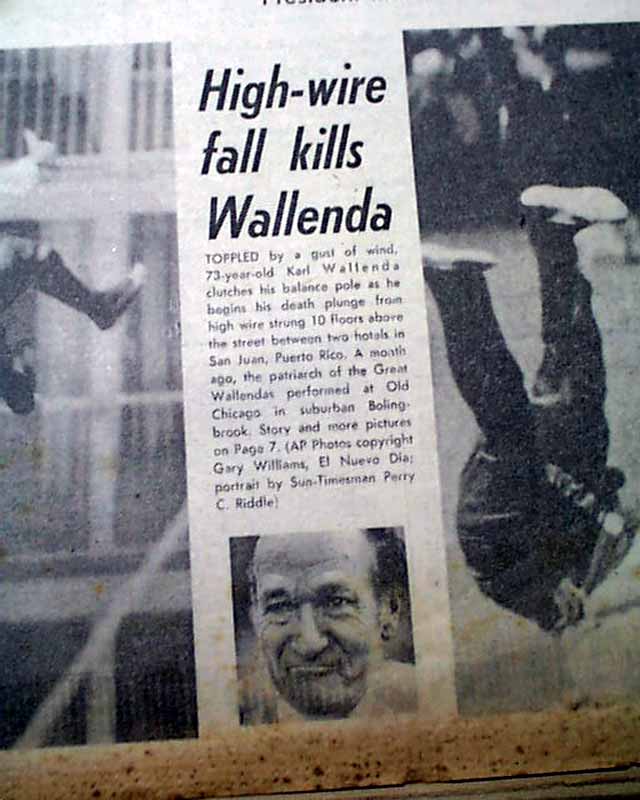 President
High-wire
fall kills
Wallenda
TOPPLED by a gust of wind,
73-year-old Karl Wallenda
clutches his balance pole as he
begins his death plunge from
high wire strung 10 floors above
the street between two hotels in
San Juan, Puerto Rico. A month
ago, the patriarch of the Great
Wallendas performed at Old
Chicago in suburban Boling-
brook. Story and more pictures
on Page 7. (AP Photos copyright
Gary Williams, El Nuevo Dia;
portrait by Sun-Timesman Perry
C. Riddle)